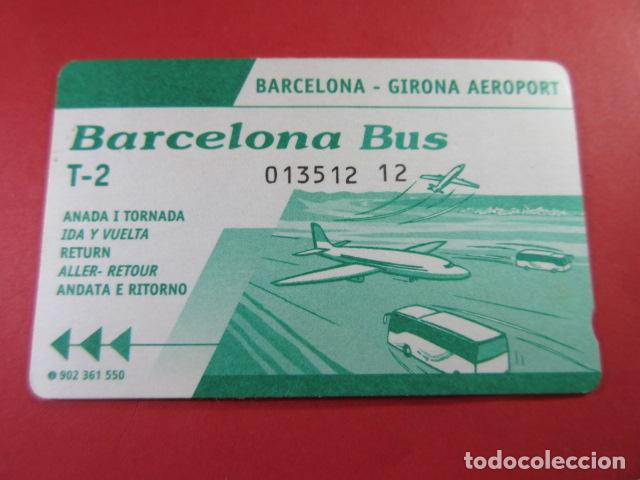 BARCELONA - GIRONA AEROPORT
Barcelona Bus
T-2
013512 12
ANADA I TORNADA
IDA Y VUELTA
RETURN
ALLER- RETOUR
ANDATA E RITORNO
902 361 550
todocoleccion.net